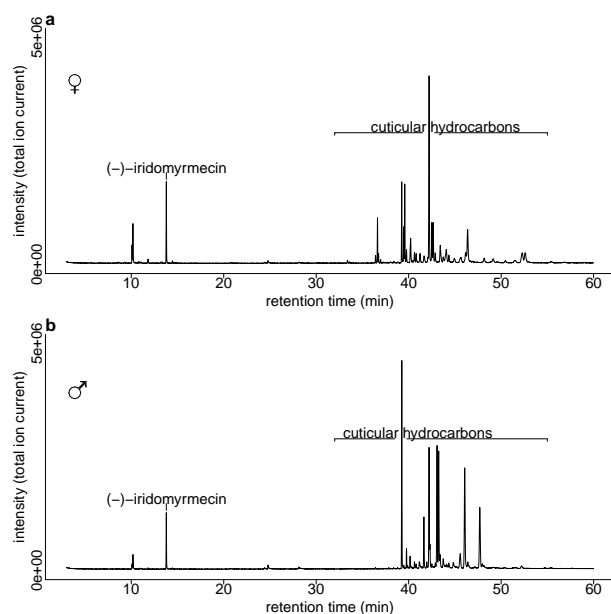 a
5e+06
♀
cuticular hydrocarbons
(−)−iridomyrmecin
intensity (total ion current)
0e+00
10 20 30 40 50 60
retention time (min)
b
5e+06
♂
cuticular hydrocarbons
(−)−iridomyrmecin
intensity (total ion current)
0e+00
10 20 30 40 50 60
retention time (min)